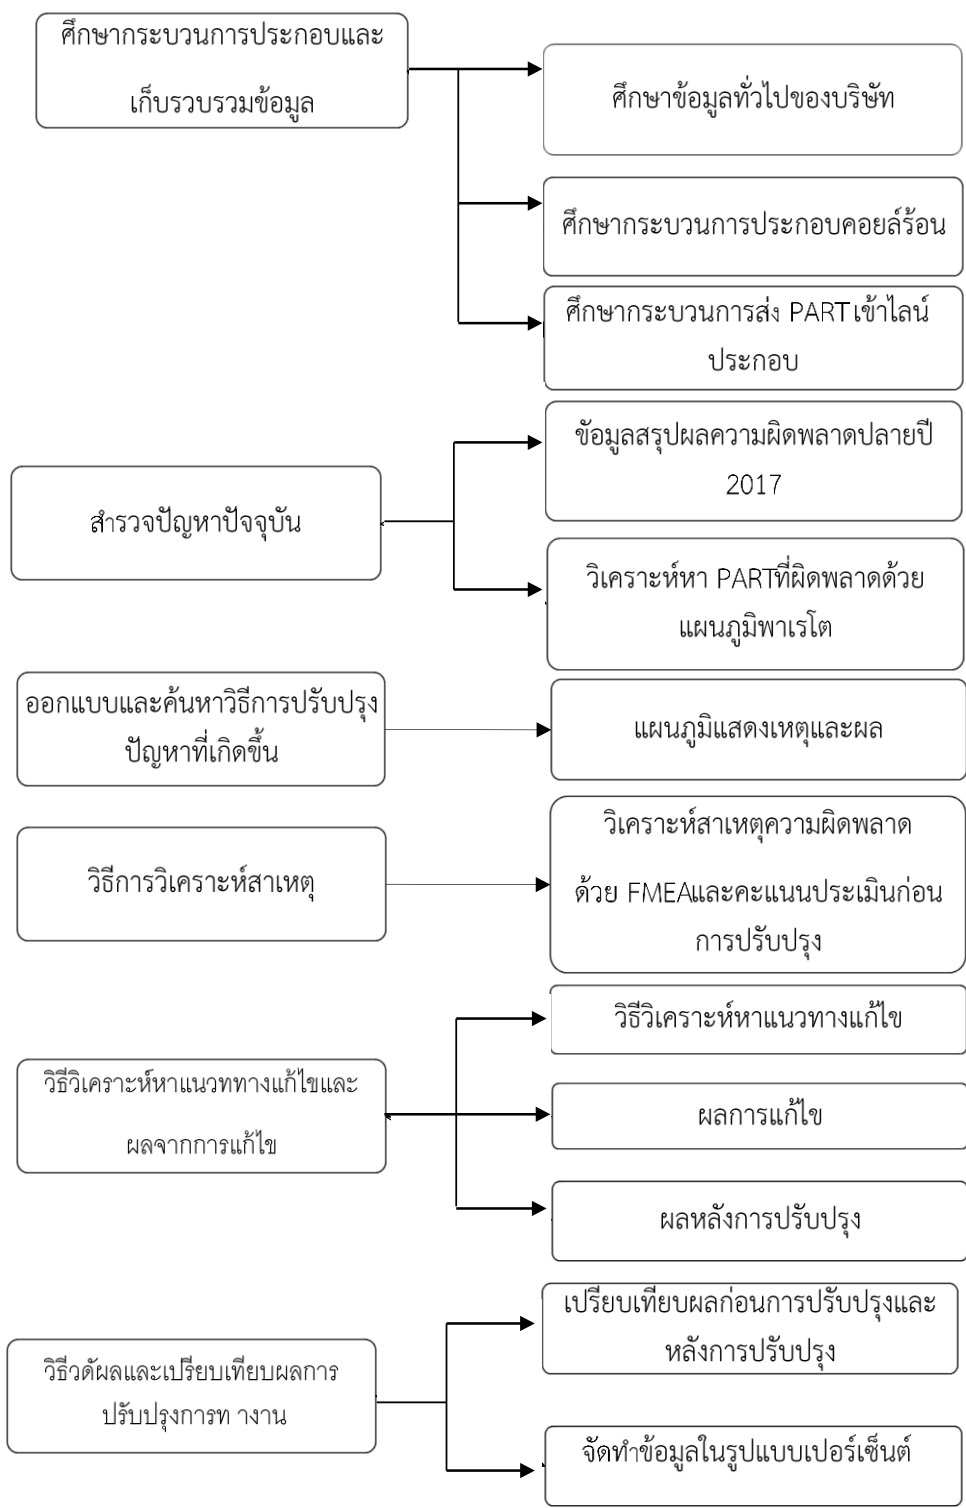 ศึกษากระบวนการประกอบและ
เก็บรวบรวมข้อมูล
ศึกษาข้อมูลทั่วไปของบริษัท
ศึกษากระบวนการประกอบคอยล์ร้อน
ศึกษากระบวนการส่ง PART เข้าไลน์
ประกอบ
สำรวจปัญหาปัจจุบัน
ข้อมูลสรุปผลความผิดพลาดปลายปี
2017
วิเคราะห์หา PARTที่ผิดพลาดด้วย
แผนภูมิพาเรโต
ออกแบบและค้นหาวิธีการปรับปรุง
ปัญหาที่เกิดขึ้น
แผนภูมิแสดงเหตุและผล
วิธีการวิเคราะห์สาเหตุ
วิเคราะห์สาเหตุความผิดพลาด
ด้วย FMEAและคะแนนประเมินก่อน
การปรับปรุง
วิธีวิเคราะห์หาแนวททางแก้ไขและ
ผลจากการแก้ไข
วิธีวิเคราะห์หาแนวทางแก้ไข
ผลการแก้ไข
ผลหลังการปรับปรุง
วิธีวดัผลและเปรียบเทียบผลการ
ปรับปรุงการท างาน
เปรียบเทียบผลก่อนการปรับปรุงและ
หลังการปรับปรุง
จัดทำข้อมูลในรูปแบบเปอร์เซ็นต์